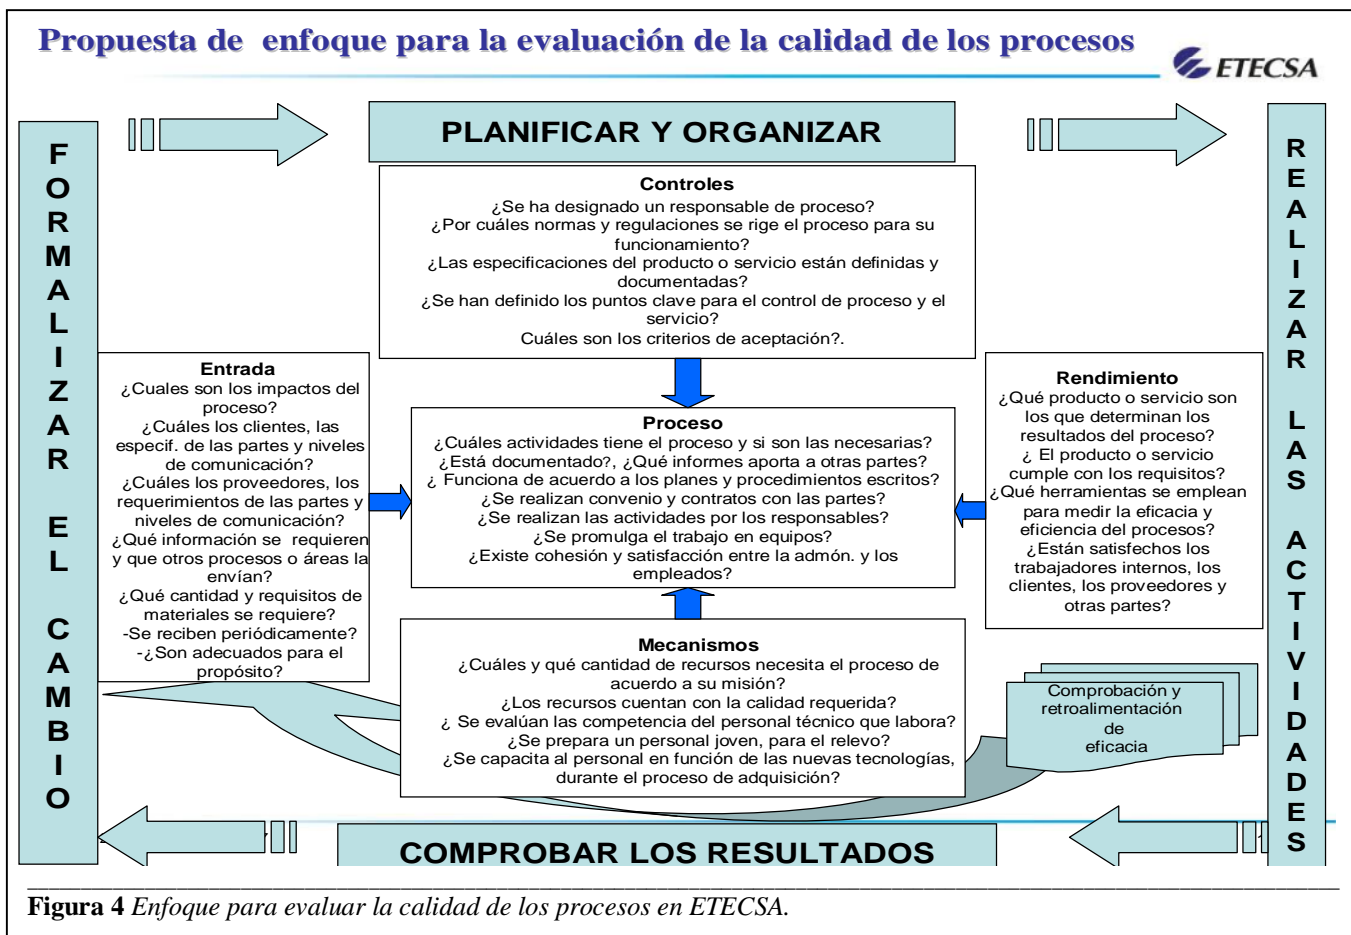 Propuesta de enfoque para la evaluación de la calidad de los procesos
ETECSA
PLANIFICAR Y ORGANIZAR
FORMALIZAR EL CAMBIO
REALIZAR LAS ACTIVIDADES
Controles
¿Se ha designado un responsable de proceso?
¿Por cuáles normas y regulaciones se rige el proceso para su
funcionamiento?
¿Las especificaciones del producto o servicio están definidas y
documentadas?
¿Se han definido los puntos clave para el control de proceso y el
servicio?
Cuáles son los criterios de aceptación?.
Entrada
¿Cuales son los impactos del
proceso?
¿Cuáles los clientes, las
especif. de las partes y niveles
de comunicación?
¿Cuáles los proveedores, los
requerimientos de las partes y
niveles de comunicación?
¿Qué información se requieren
y que otros procesos o áreas la
envían?
¿Qué cantidad y requisitos de
materiales se requiere?
-Se reciben periódicamente?
-¿Son adecuados para el
propósito?
Proceso
¿Cuáles actividades tiene el proceso y si son las necesarias?
¿Está documentado?, ¿Qué informes aporta a otras partes?
¿ Funciona de acuerdo a los planes y procedimientos escritos?
¿Se realizan convenio y contratos con las partes?
¿Se realizan las actividades por los responsables?
¿Se promulga el trabajo en equipos?
¿Existe cohesión y satisfacción entre la admón. y los
empleados?
Rendimiento
¿Qué producto o servicio son
los que determinan los
resultados del proceso?
¿ El producto o servicio
cumple con los requisitos?
¿Qué herramientas se emplean
para medir la eficacia y
eficiencia del procesos?
¿Están satisfechos los
trabajadores internos, los
clientes, los proveedores y
otras partes?
Mecanismos
¿Cuáles y qué cantidad de recursos necesita el proceso de
acuerdo a su misión?
¿Los recursos cuentan con la calidad requerida?
¿ Se evalúan las competencia del personal técnico que labora?
¿Se prepara un personal joven, para el relevo?
¿Se capacita al personal en función de las nuevas tecnologías,
durante el proceso de adquisición?
Comprobación y
retroalimentación
de
eficacia
COMPROBAR LOS RESULTADOS
Figura 4 Enfoque para evaluar la calidad de los procesos en ETECSA.